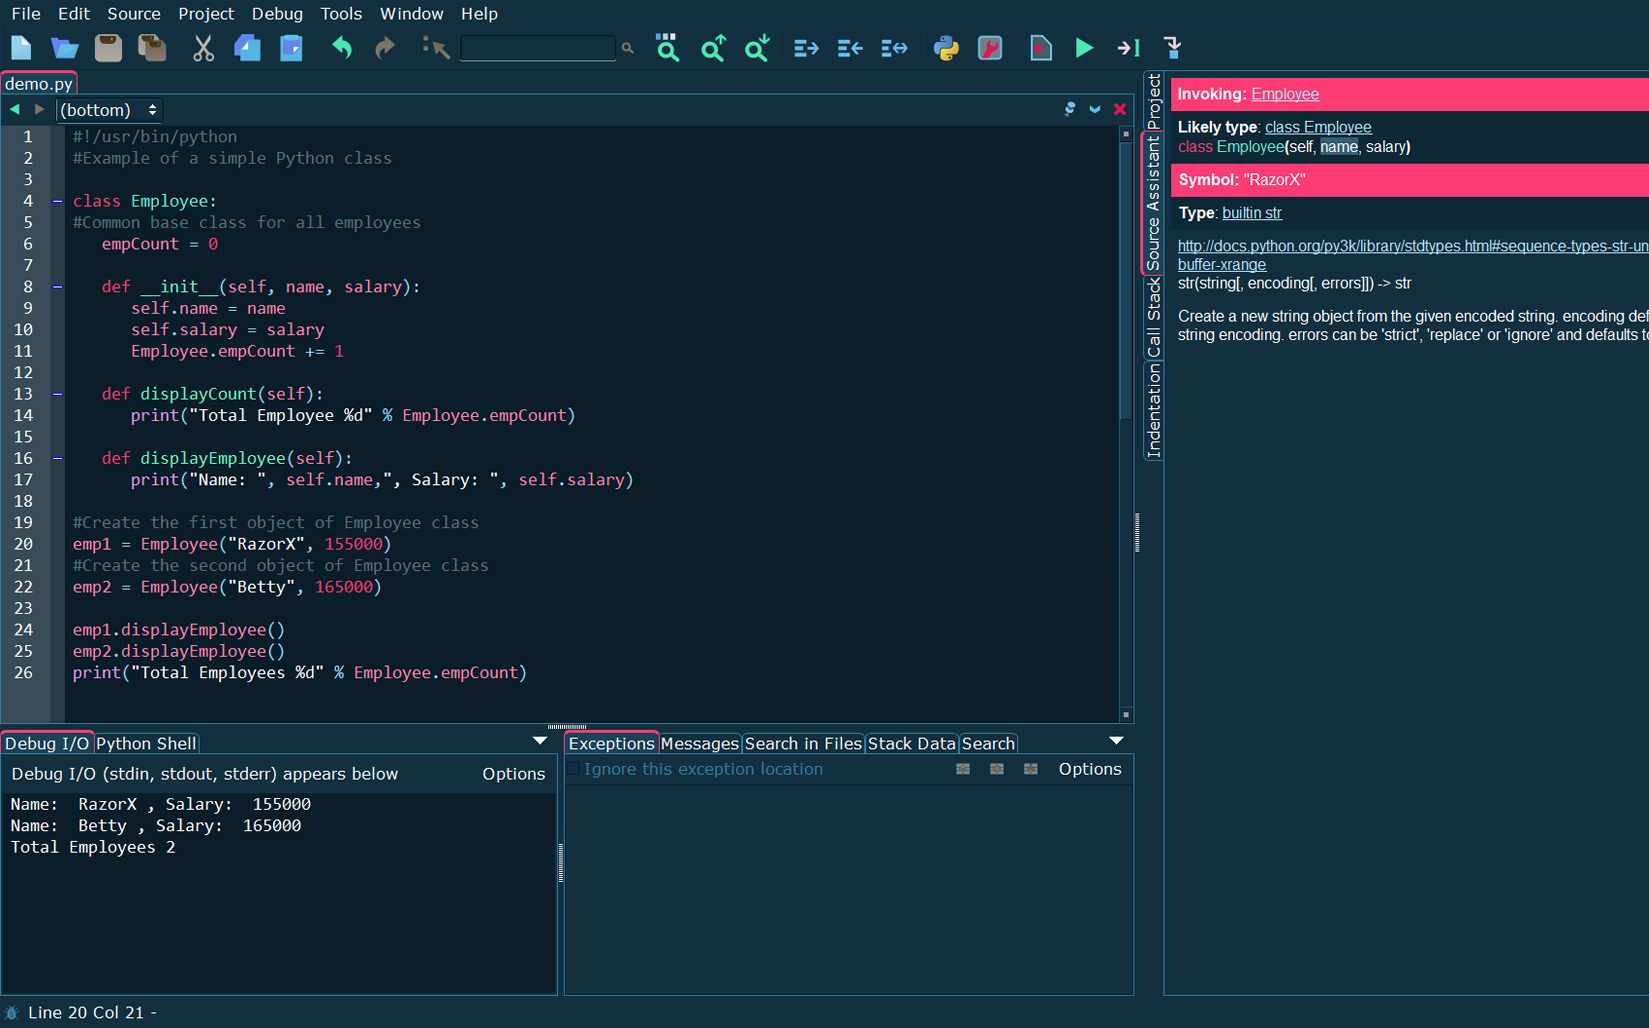 File Edit Source Project Debug Tools Window Help
demo.py
(bottom)
1 #!/usr/bin/python
2 #Example of a simple Python class
3
4 class Employee:
5 #Common base class for all employees
6 empCount = 0
7
8 def __init__(self, name, salary):
9 self.name = name
10 self.salary = salary
11 Employee.empCount += 1
12
13 def displayCount(self):
14 print("Total Employee %d" % Employee.empCount)
15
16 def displayEmployee(self):
17 print("Name: ", self.name,", Salary: ", self.salary)
18
19 #Create the first object of Employee class
20 emp1 = Employee("RazorX", 155000)
21 #Create the second object of Employee class
22 emp2 = Employee("Betty", 165000)
23
24 emp1.displayEmployee()
25 emp2.displayEmployee()
26 print("Total Employees %d" % Employee.empCount)
Project
Source Assistant
Call Stack
Indentation
Invoking: Employee
Likely type: class Employee
class Employee(self, name, salary)
Symbol: "RazorX"
Type: builtin str
http://docs.python.org/py3k/library/stdtypes.html#sequence-types-str-un
buffer-xrange
str(string[, encoding[, errors]]) -> str
Create a new string object from the given encoded string. encoding def
string encoding. errors can be 'strict', 'replace' or 'ignore' and defaults to
Debug I/O Python Shell
Debug I/O (stdin, stdout, stderr) appears below Options
Name:  RazorX , Salary:  155000
Name:  Betty , Salary:  165000
Total Employees 2
Exceptions Messages Search in Files Stack Data Search
Ignore this exception location Options
Line 20 Col 21 -